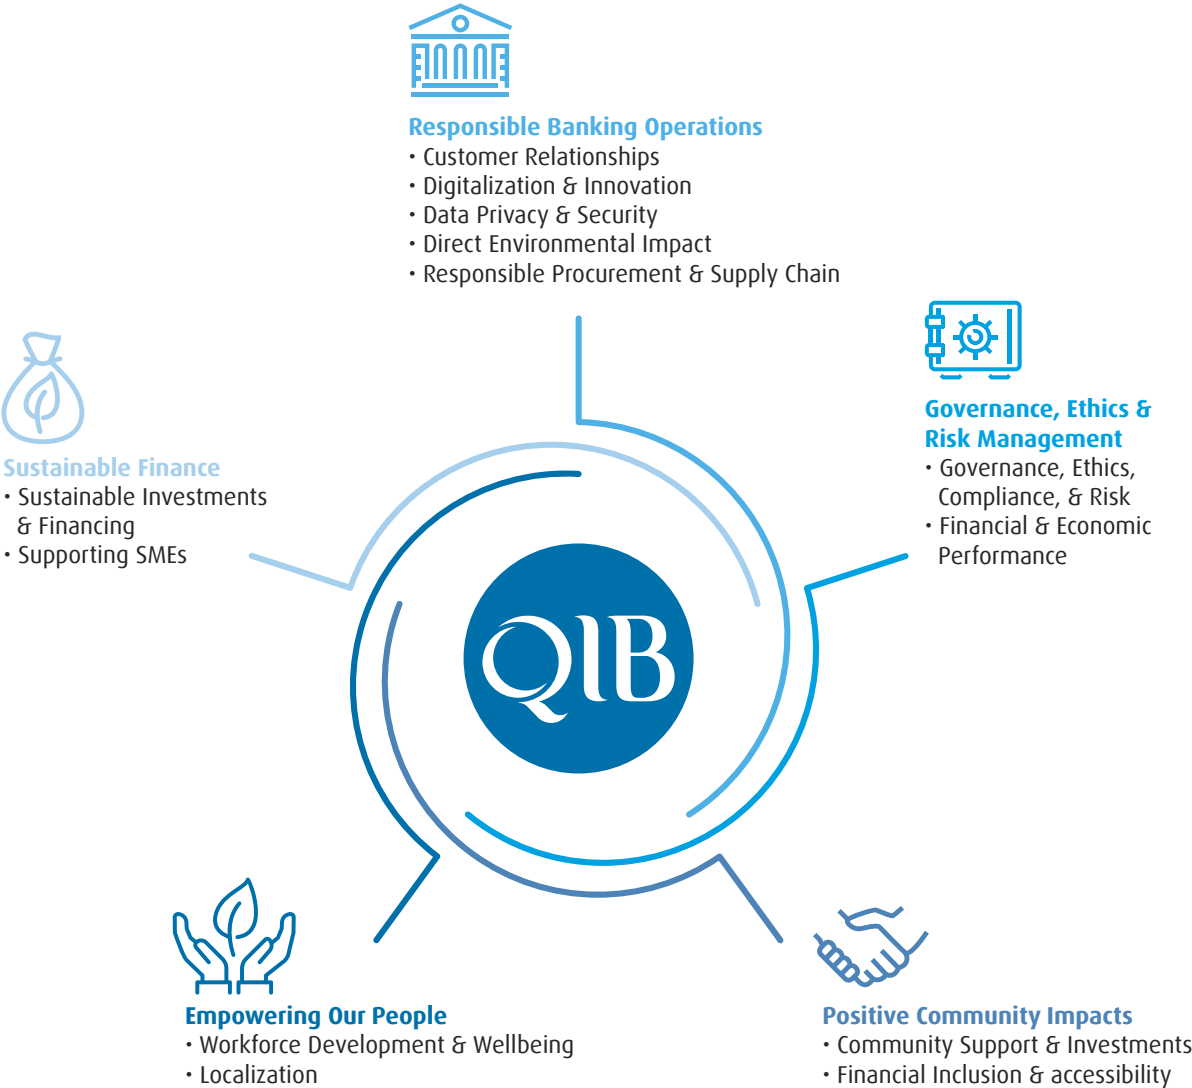 Responsible Banking Operations
• Customer Relationships
• Digitalization & Innovation
• Data Privacy & Security
• Direct Environmental Impact
• Responsible Procurement & Supply Chain
Governance, Ethics &
Risk Management
• Governance, Ethics,
Compliance, & Risk
• Financial & Economic
Performance
Sustainable Finance
• Sustainable Investments
& Financing
• Supporting SMEs
QIB
Empowering Our People
• Workforce Development & Wellbeing
• Localization
Positive Community Impacts
• Community Support & Investments
• Financial Inclusion & accessibility